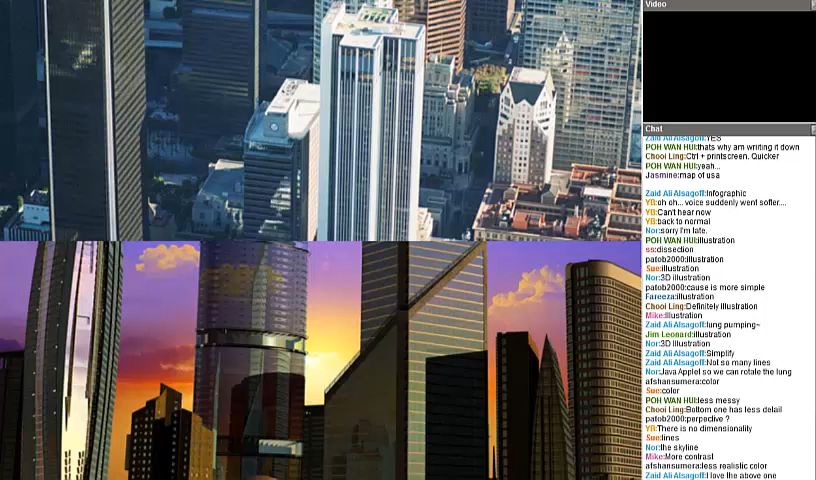 Video
Chat
Zaid Ali Alsagoff:YES
POH WAN HUI:thats why am wriitng it down
Chooi Ling:Ctrl + printscreen. Quicker
POH WAN HUI:yeah...
Jasmine:map of usa
Zaid Ali Alsagoff:Infographic
YB:oh oh... voice suddenly went softer....
YB:Can't hear now
YB:back to normal
Nor:sorry I'm late.
POH WAN HUI:illustration
ss:dissection
patob2000:illustration
Sue:illustration
Nor:3D illustration
patob2000:cause is more simple
Fareeza:illustration
Chooi Ling:Definitely illustration
Mike:Illustration
Zaid Ali Alsagoff:lung pumping~
Jim Leonard:illustration
Nor:3D Illustration
Zaid Ali Alsagoff:Simplify
Zaid Ali Alsagoff:Not so many lines
Nor:Java Applet so we can rotale the lung
afshansumera:color
Sue:color
POH WAN HUI:less messy
Chooi Ling:Bottom one has less detail
patob2000:perpective ?
YB:There is no dimensionality
Sue:lines
Nor:the skyline
Mike:More contrast
afshansumera:less realistic color
Zaid Ali Alsagoff:I love the above one